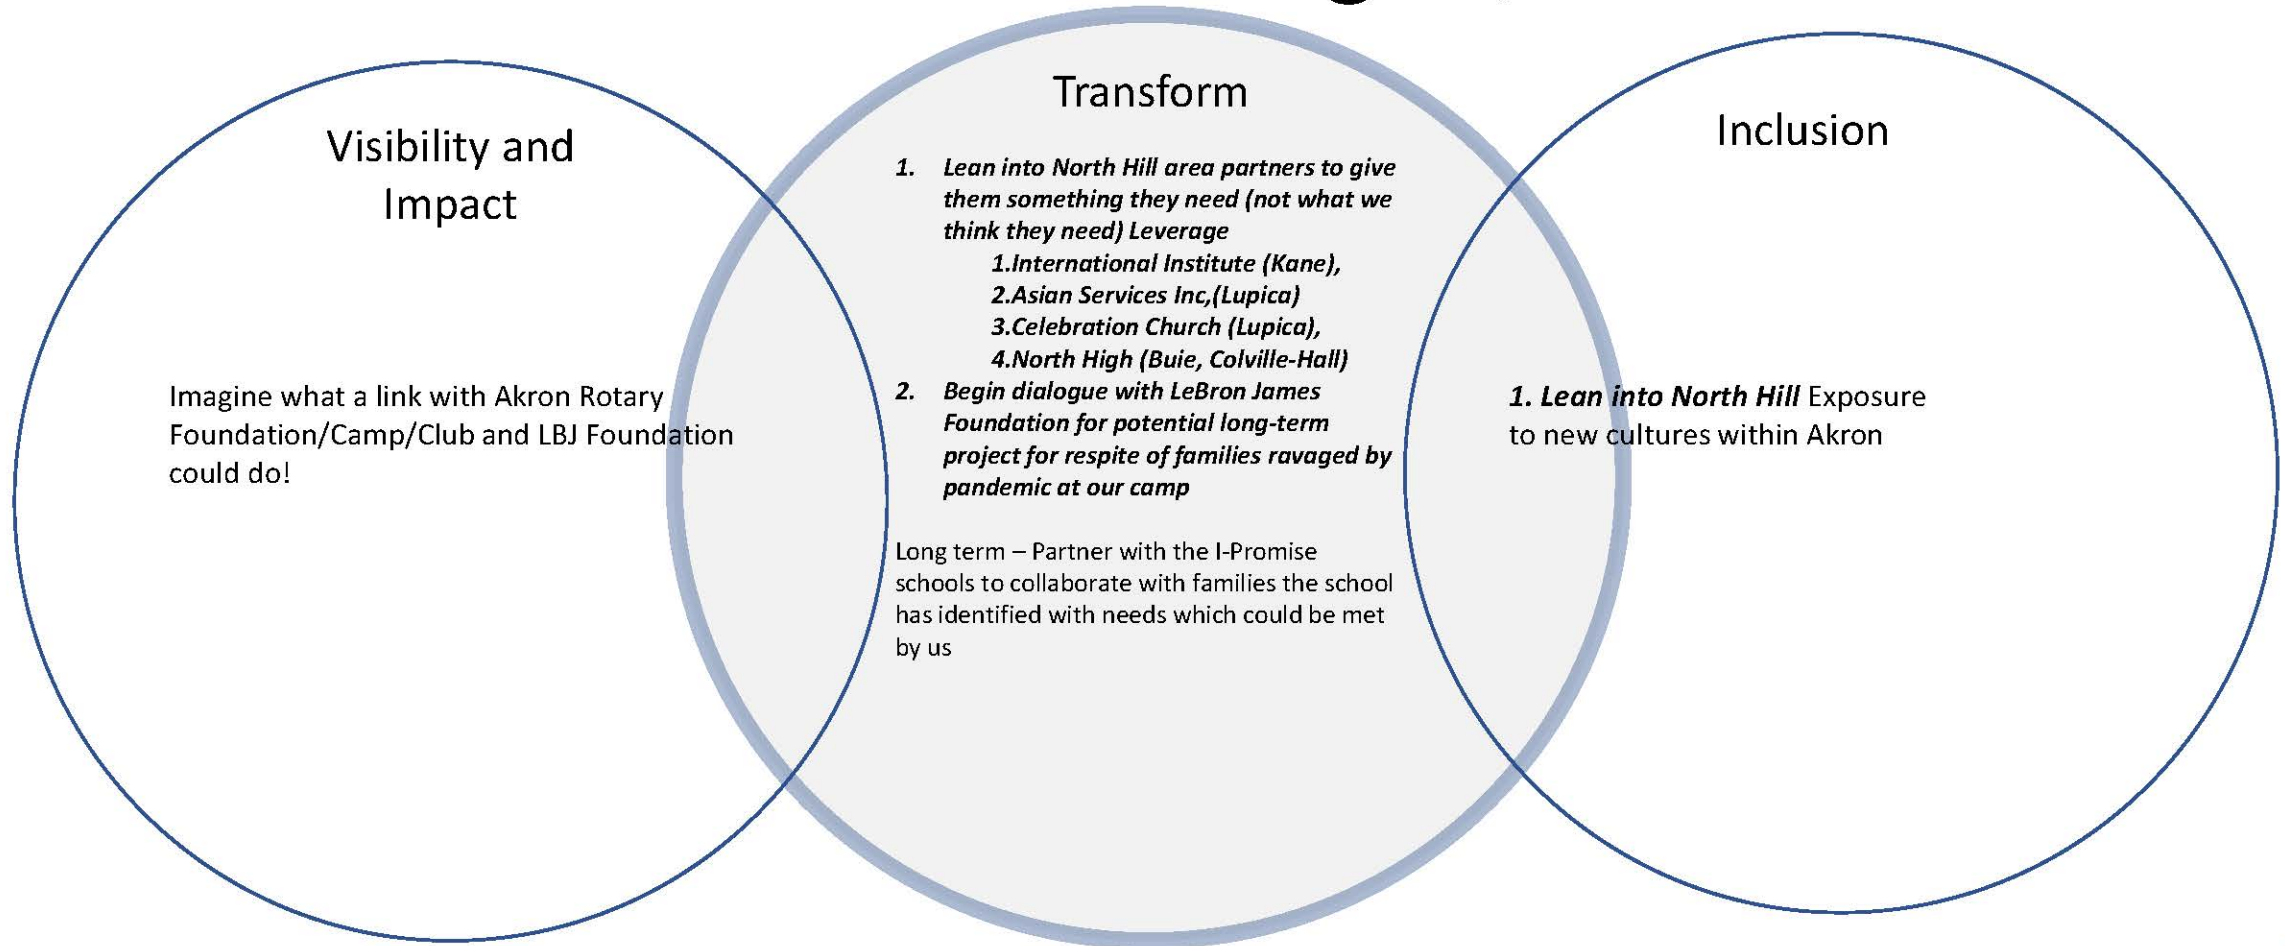 Visibility and
Impact
Imagine what a link with Akron Rotary
Foundation/Camp/Club and LBJ Foundation
could do!
Transform
1. Lean into North Hill area partners to give
them something they need (not what we
think they need) Leverage
1.International Institute (Kane),
2.Asian Services Inc,(Lupica)
3.Celebration Church (Lupica),
4.North High (Buie, Colville-Hall)
2. Begin dialogue with LeBron James
Foundation for potential long-term
project for respite of families ravaged by
pandemic at our camp
Long term – Partner with the I-Promise
schools to collaborate with families the school
has identified with needs which could be met
by us
Inclusion
1. Lean into North Hill Exposure
to new cultures within Akron